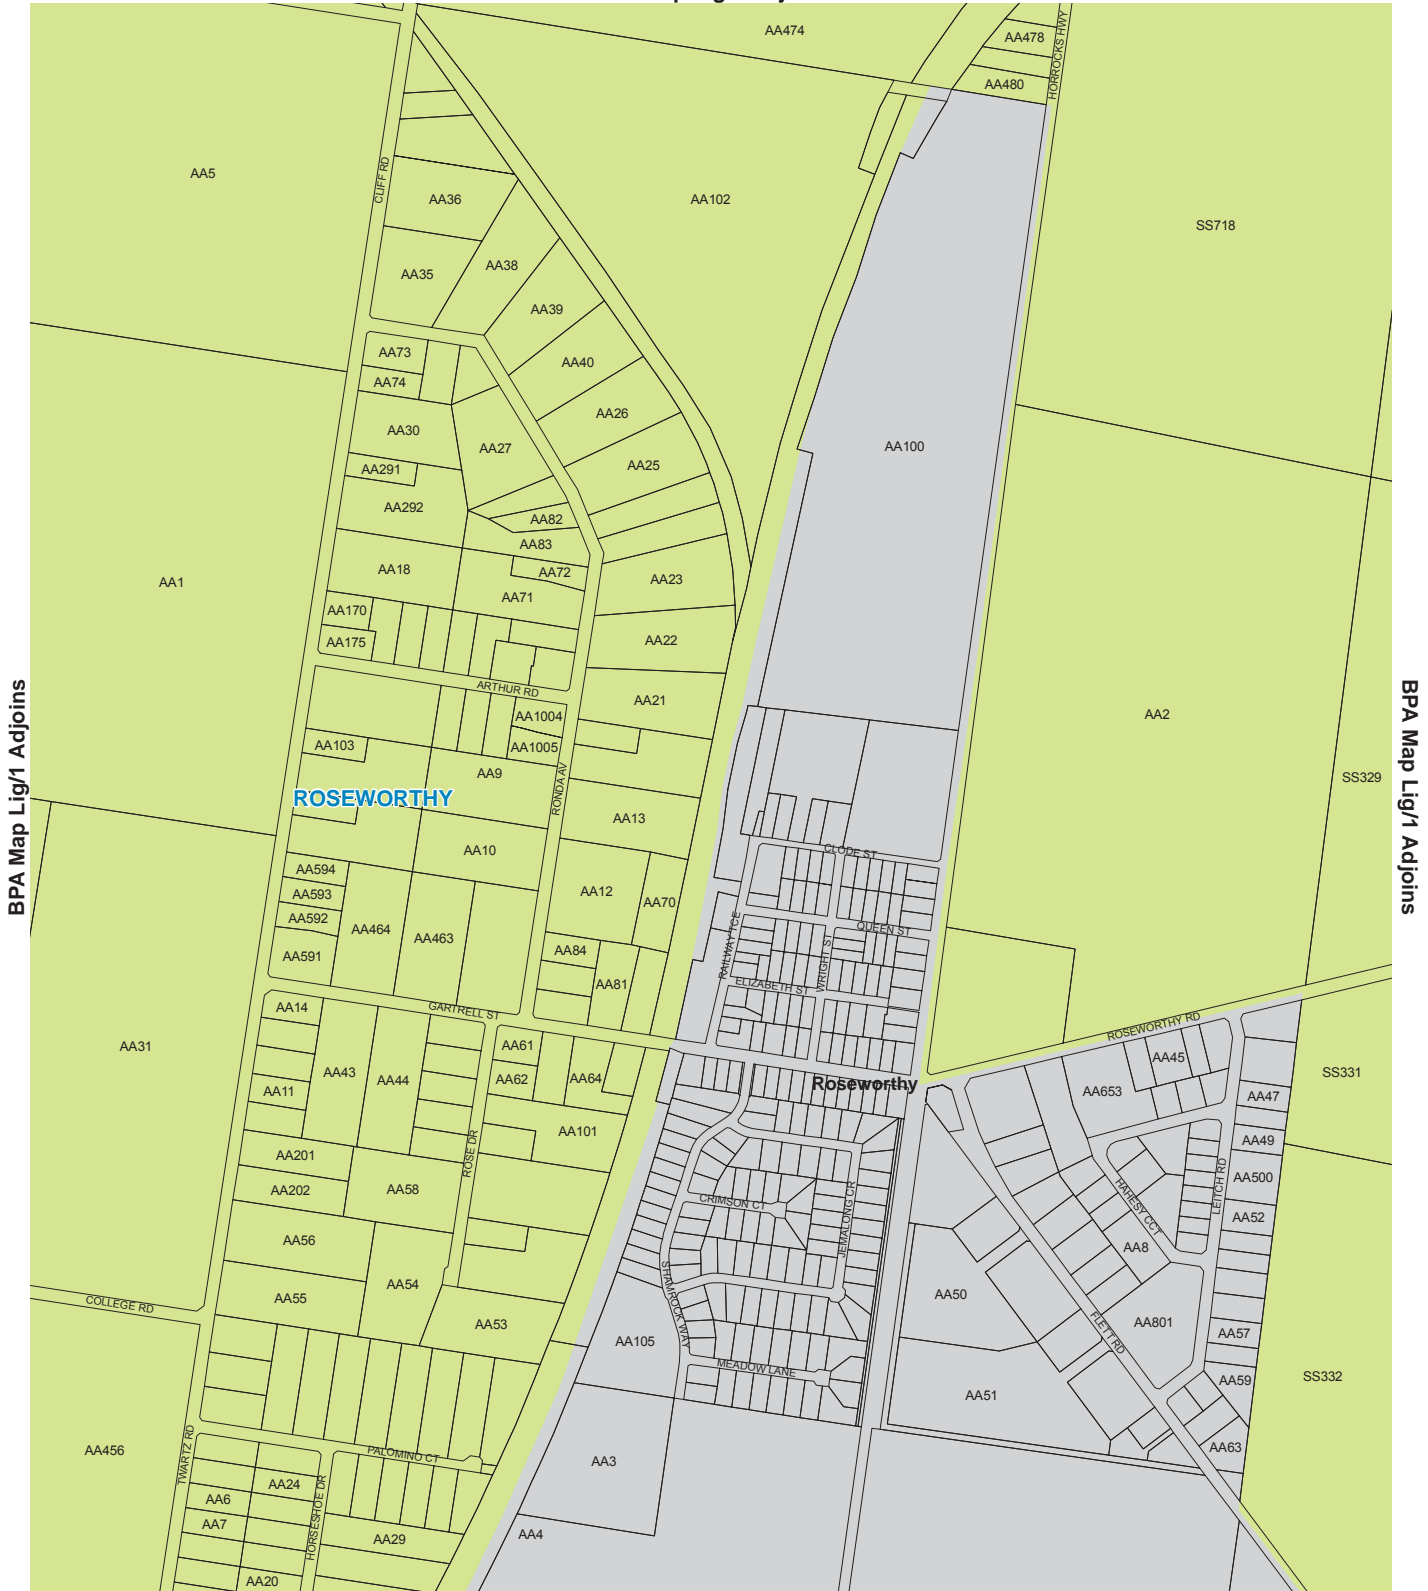 AA474
AA478
HORROCKS HWY
AA480
AA5
CLIFF RD
AA36
AA102
SS718
AA35
AA38
AA39
AA73
AA40
AA74
AA26
AA30
AA27
AA100
AA291
AA25
AA292
AA82
AA83
AA18
AA72
AA1
AA23
AA71
AA170
AA175
AA22
ARTHUR RD
AA21
AA1004
AA2
AA103
AA1005
BPA Map Lig/1 Adjoins
BPA Map Lig/1 Adjoins
AA9
RONDA AV
SS329
ROSEWORTHY
AA13
AA10
CLODE ST
AA594
AA593
AA12
AA70
AA592
AA464
AA463
RAILWAY TCE
QUEEN ST
AA591
AA84
WRIGHT ST
AA81
ELIZABETH ST
AA14
GARTRELL ST
ROSEWORTHY RD
AA31
AA61
AA45
AA43
AA44
AA62
AA64
Roseworthy
SS331
AA11
AA653
AA47
AA101
AA49
AA201
ROSE DR
AA202
AA58
AA500
LEITCH RD
CRIMSON CT
JEMALONG CR
HAHESY CCT
AA52
AA56
AA8
AA54
SHAMROCK WAY
AA50
AA55
COLLEGE RD
AA53
AA801
FLETT RD
AA57
AA105
MEADOW LANE
AA59
SS332
AA51
AA456
TWARTZ RD
PALOMINO CT
AA63
AA3
AA24
HORSESHOE DR
AA6
AA7
AA4
AA29
AA20